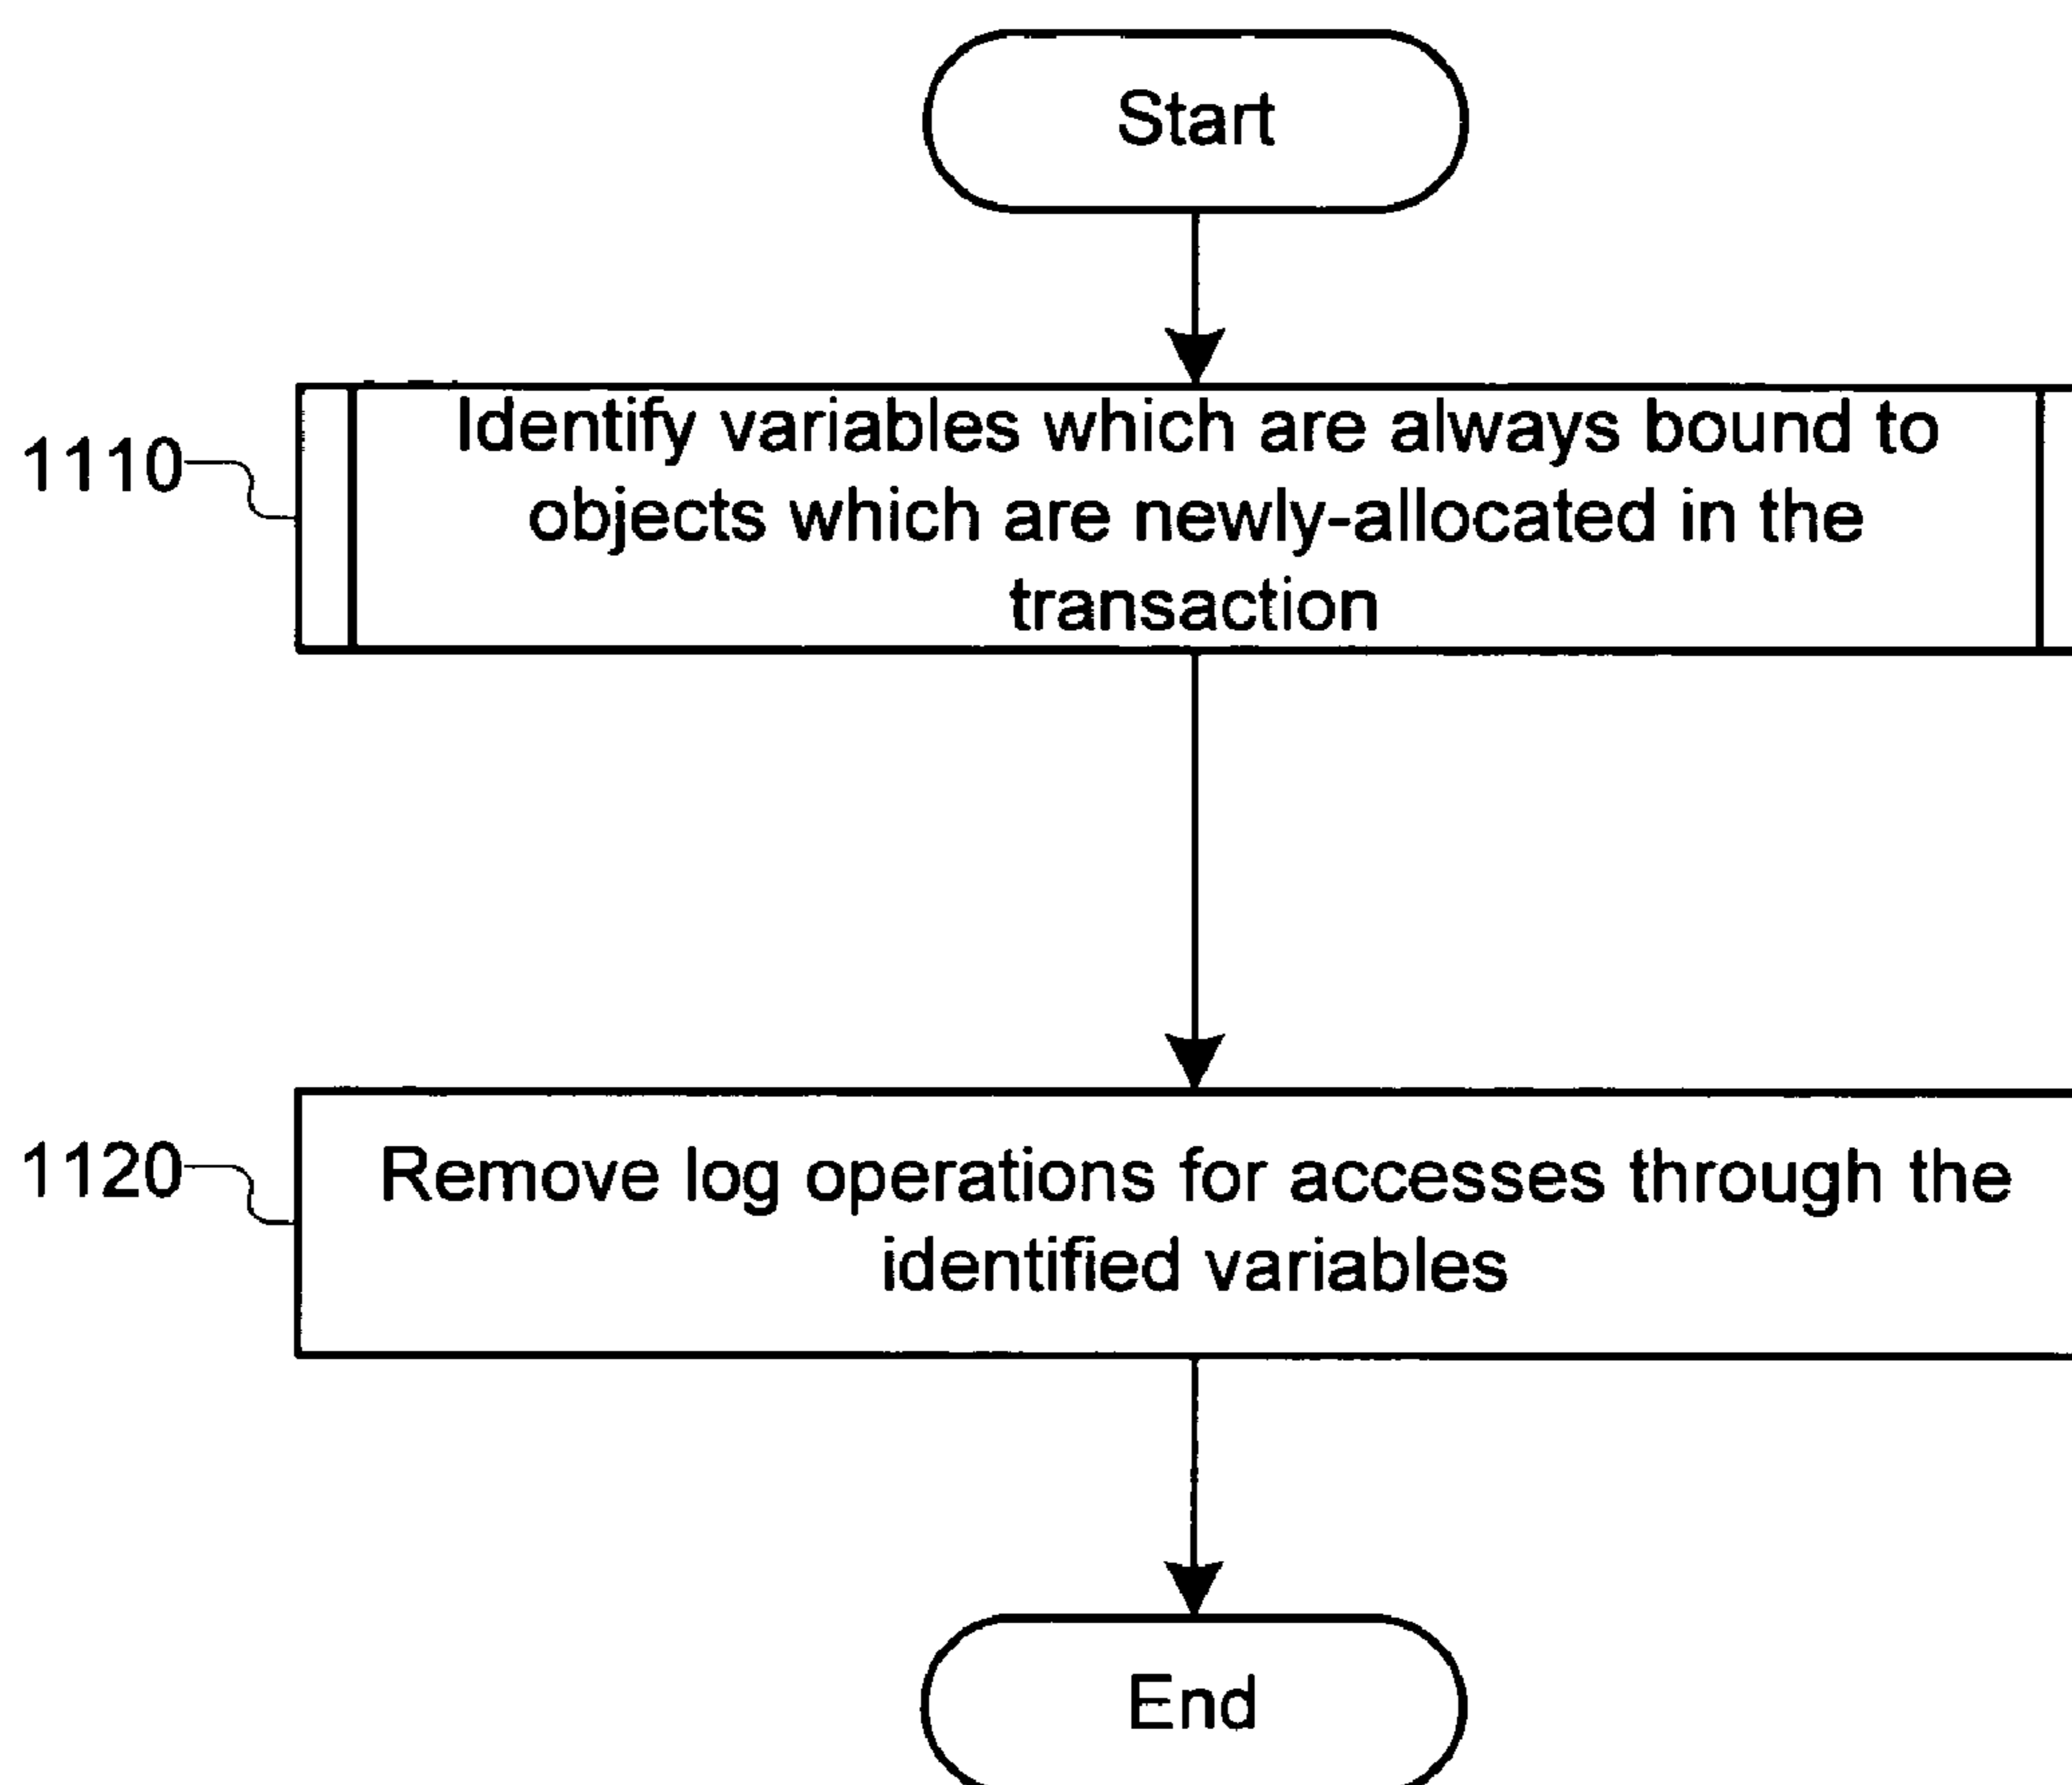 Start
1110
Identify variables which are always bound to
objects which are newly-allocated in the
transaction
1120
Remove log operations for accesses through the
identified variables
End